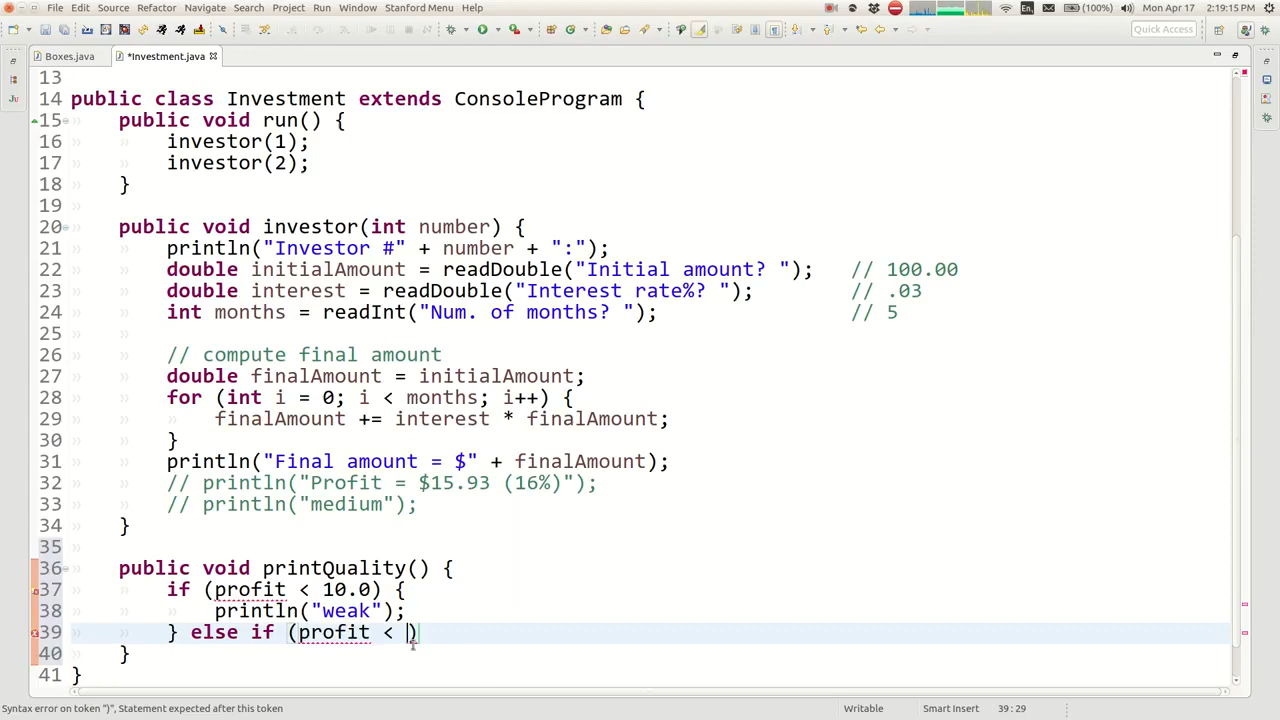 File Edit Source Refactor Navigate Search Project Run Window Stanford Menu Help En (100%) Mon Apr 17 2:19:15 PM
Quick Access
Boxes.java *Investment.java
13
14 public class Investment extends ConsoleProgram {
15 public void run() {
16 investor(1);
17 investor(2);
18 }
19
20 public void investor(int number) {
21 println("Investor #" + number + ":");
22 double initialAmount = readDouble("Initial amount? "); // 100.00
23 double interest = readDouble("Interest rate%? "); // .03
24 int months = readInt("Num. of months? "); // 5
25
26 // compute final amount
27 double finalAmount = initialAmount;
28 for (int i = 0; i < months; i++) {
29 finalAmount += interest * finalAmount;
30 }
31 println("Final amount = $" + finalAmount);
32 // println("Profit = $15.93 (16%)");
33 // println("medium");
34 }
35
36 public void printQuality() {
37 if (profit < 10.0) {
38 println("weak");
39 } else if (profit < )
40 }
41 }
Syntax error on token ")", Statement expected after this token Writable Smart Insert 39 : 29